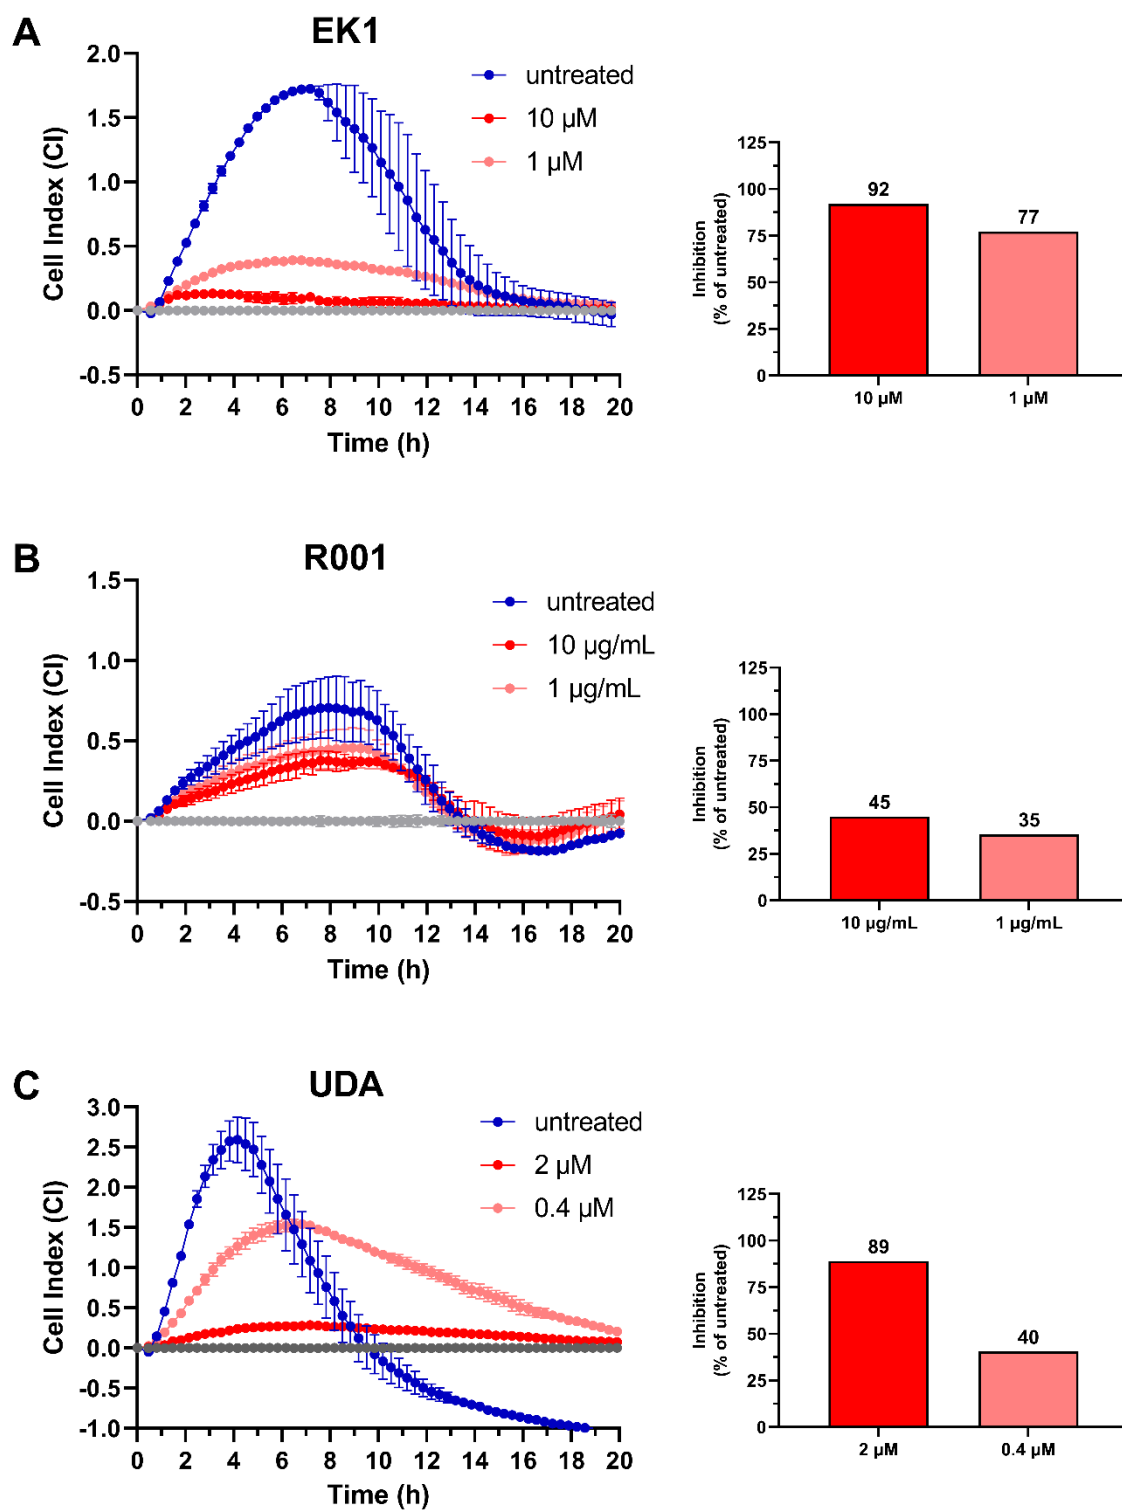 A
EK1
2.0
1.5
1.0
0.5
0.0
-0.5
Cell Index (CI)
0 2 4 6 8 10 12 14 16 18 20
Time (h)
untreated
10 µM
1 µM
125
100
75
50
25
0
Inhibition
(% of untreated)
92
77
10 µM 1 µM
B
R001
1.5
1.0
0.5
0.0
-0.5
Cell Index (CI)
0 2 4 6 8 10 12 14 16 18 20
Time (h)
untreated
10 µg/mL
1 µg/mL
125
100
75
50
25
0
Inhibition
(% of untreated)
45
35
10 µg/mL 1 µg/mL
C
UDA
3.0
2.5
2.0
1.5
1.0
0.5
0.0
-0.5
-1.0
Cell Index (CI)
0 2 4 6 8 10 12 14 16 18 20
Time (h)
untreated
2 µM
0.4 µM
125
100
75
50
25
0
Inhibition
(% of untreated)
89
40
2 µM 0.4 µM